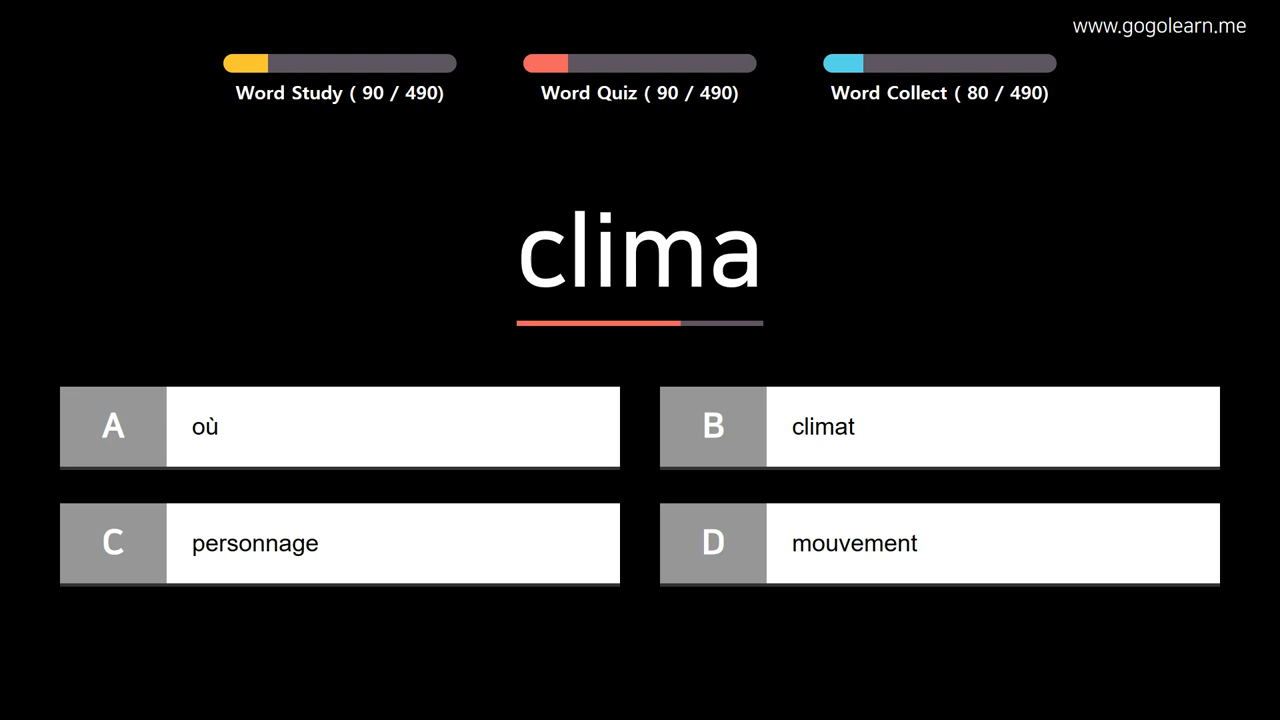 www.gogolearn.me
Word Study ( 90 / 490)
Word Quiz ( 90 / 490)
Word Collect ( 80 / 490)
clima
A où
B climat
C personnage
D mouvement